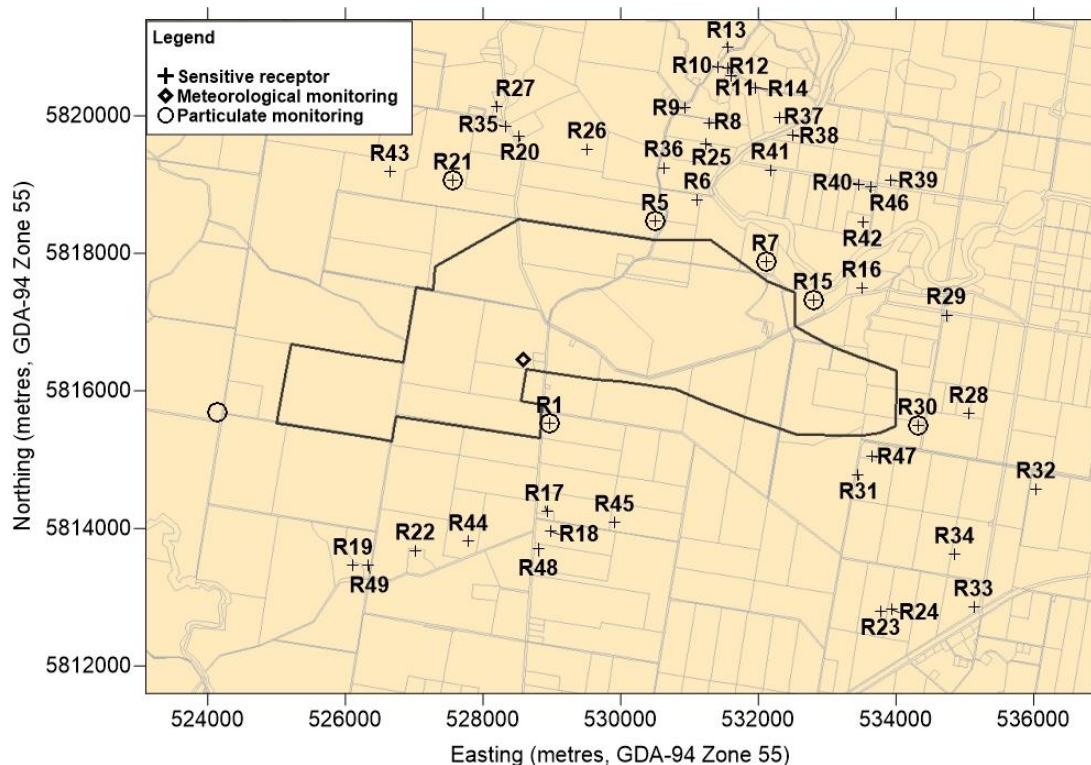 Legend
Sensitive receptor
Meteorological monitoring
Particulate monitoring
R13
R10
R12
R11
R14
R27
R9
R8
R37
R35
R38
R20
R26
R25
R43
R21
R36
R41
R40
R39
R6
R46
R5
R42
R7
R15
R16
R29
R1
R30
R28
R47
R31
R32
R17
R45
R18
R44
R22
R48
R19
R49
R34
R33
R24
R23
5820000
5818000
5816000
5814000
5812000
Northing (metres, GDA-94 Zone 55)
524000 526000 528000 530000 532000 534000 536000
Easting (metres, GDA-94 Zone 55)